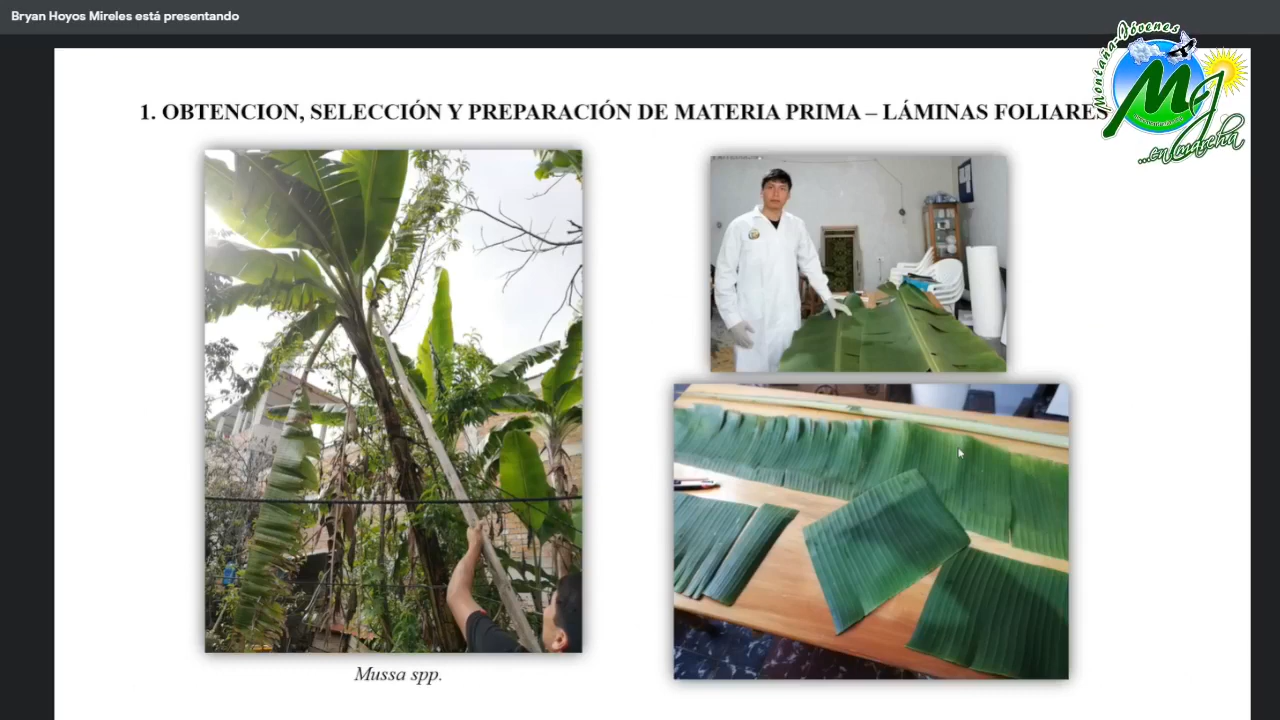 Bryan Hoyos Mireles está presentando
1. OBTENCION, SELECCIÓN Y PREPARACIÓN DE MATERIA PRIMA – LÁMINAS FOLIARES
Montaña-Jóvenes
MJ
...en marcha
Mussa spp.